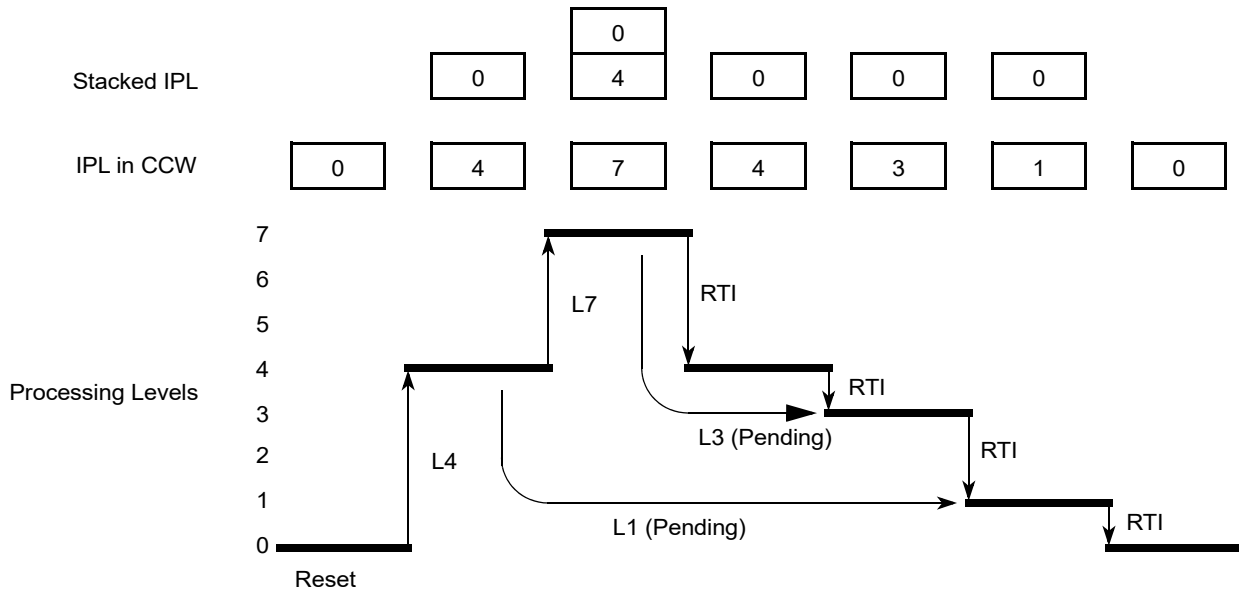 0
Stacked IPL 0 4 0 0 0
IPL in CCW 0 4 7 4 3 1 0
7
6
L7 RTI
5
Processing Levels 4
RTI
3
L3 (Pending)
2
L4 RTI
1
L1 (Pending) RTI
0
Reset